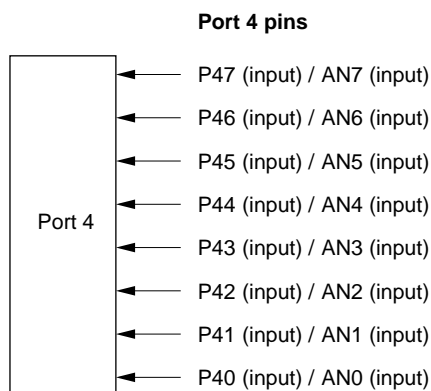 Port 4 pins
P47 (input) / AN7 (input)
P46 (input) / AN6 (input)
P45 (input) / AN5 (input)
P44 (input) / AN4 (input)
Port 4
P43 (input) / AN3 (input)
P42 (input) / AN2 (input)
P41 (input) / AN1 (input)
P40 (input) / AN0 (input)